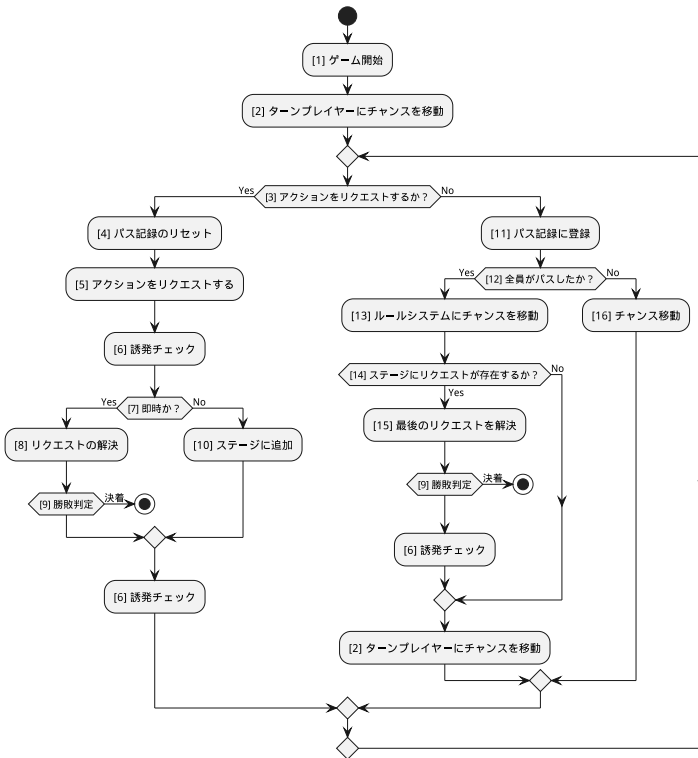 [1] ゲーム開始
[2] ターンプレイヤーにチャンスを移動
[3] アクションをリクエストするか？
Yes
No
[4] パス記録のリセット
[5] アクションをリクエストする
[6] 誘発チェック
[7] 即時か？
Yes
No
[8] リクエストの解決
[10] ステージに追加
[9] 勝敗判定
決着
[6] 誘発チェック
[11] パス記録に登録
[12] 全員がパスしたか？
Yes
No
[13] ルールシステムにチャンスを移動
[16] チャンス移動
[14] ステージにリクエストが存在するか？
No
Yes
[15] 最後のリクエストを解決
[9] 勝敗判定
決着
[6] 誘発チェック
[2] ターンプレイヤーにチャンスを移動